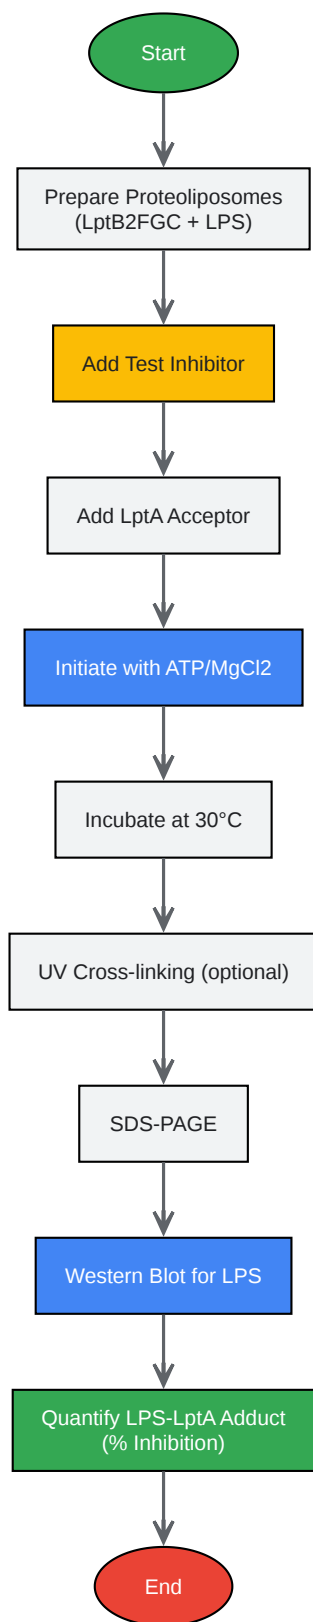 Start
Prepare Proteoliposomes
(LptB2FGC + LPS)
Add Test Inhibitor
Add LptA Acceptor
Initiate with ATP/MgCl2
Incubate at 30°C
UV Cross-linking (optional)
SDS-PAGE
Western Blot for LPS
Quantify LPS-LptA Adduct
(% Inhibition)
End